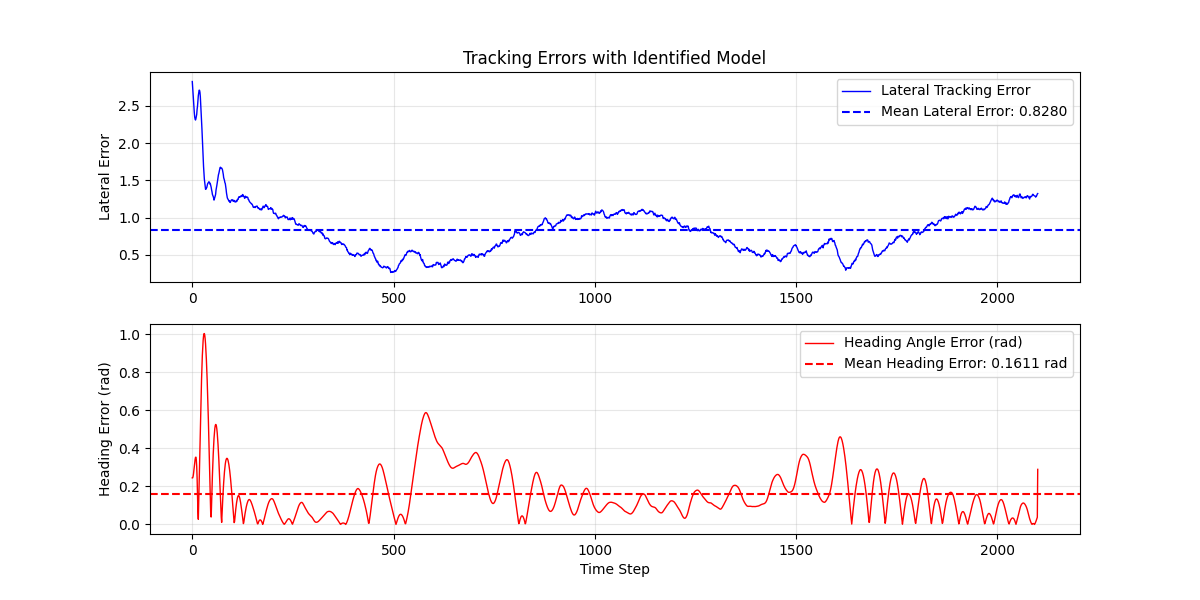 Tracking Errors with Identified Model
Lateral Error
2.5
2.0
1.5
1.0
0.5
Lateral Tracking Error
Mean Lateral Error: 0.8280
0 500 1000 1500 2000
Heading Error (rad)
1.0
0.8
0.6
0.4
0.2
0.0
Heading Angle Error (rad)
Mean Heading Error: 0.1611 rad
0 500 1000 1500 2000
Time Step